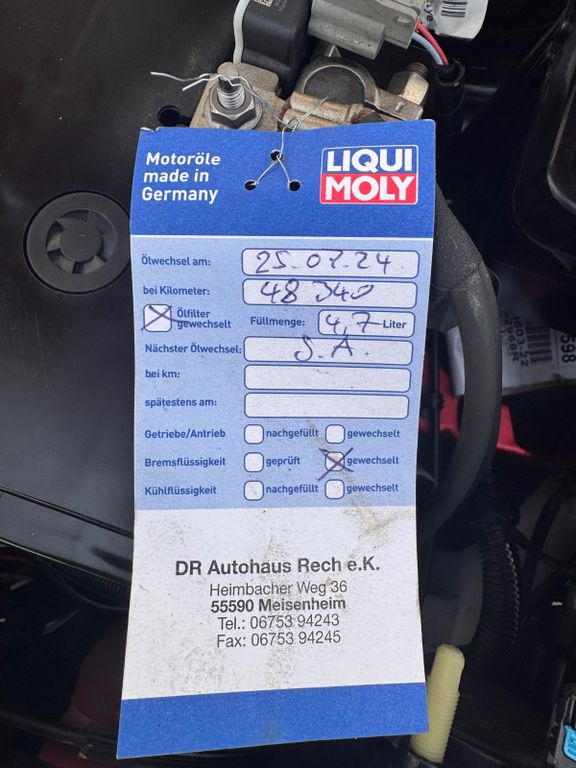 Motoröle
made in
Germany
LIQUI
MOLY
Ölwechsel am: 25.07.24
bei Kilometer: 48 340
Ölfilter
gewechselt
Füllmenge: 4,7 Liter
Nächster Ölwechsel: S.A.
bei km:
spätestens am:
Getriebe/Antrieb nachgefüllt gewechselt
Bremsflüssigkeit geprüft gewechselt
Kühlflüssigkeit nachgefüllt gewechselt
DR Autohaus Rech e.K.
Heimbacher Weg 36
55590 Meisenheim
Tel.: 06753 94243
Fax: 06753 94245